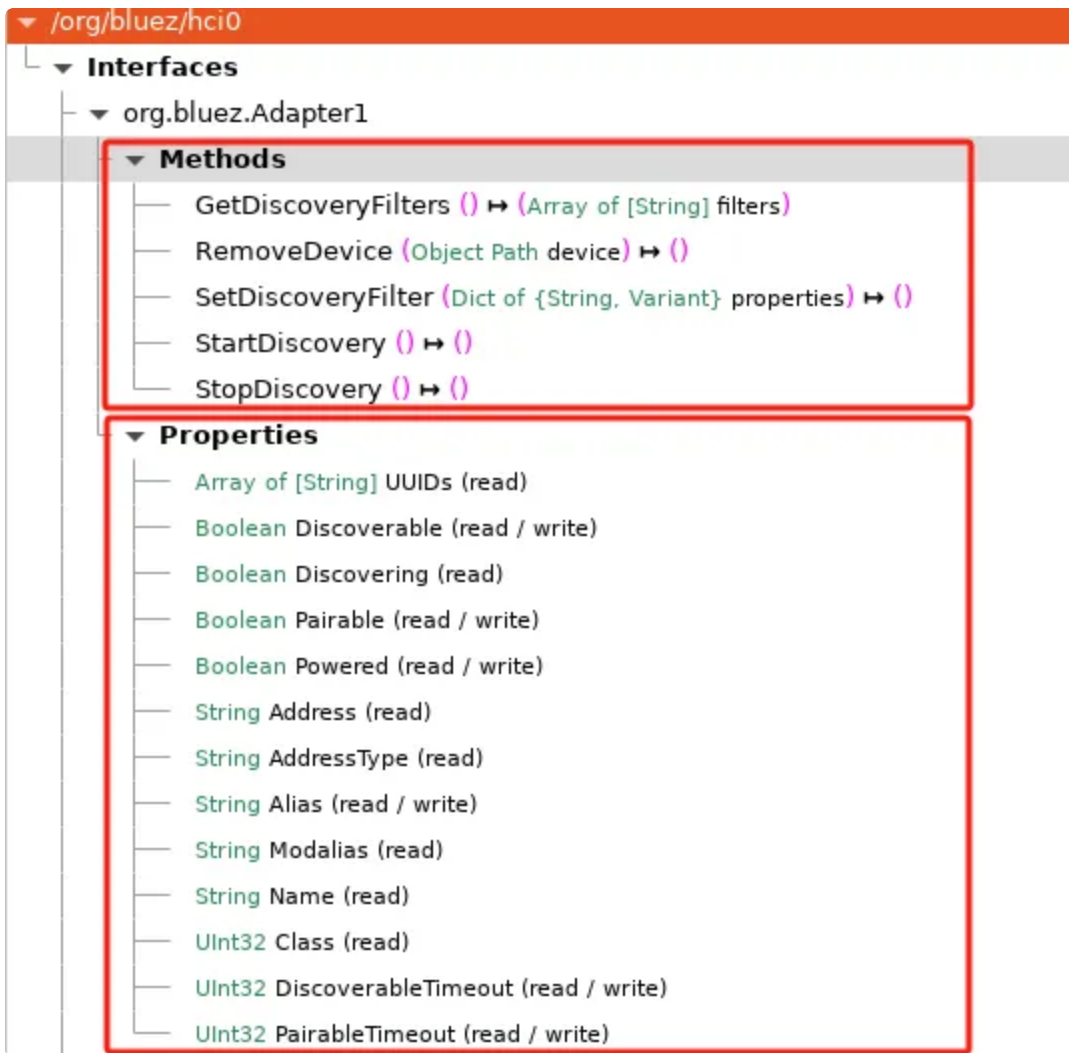 /org/bluez/hci0
Interfaces
org.bluez.Adapter1
Methods
GetDiscoveryFilters () ↦ (Array of [String] filters)
RemoveDevice (Object Path device) ↦ ()
SetDiscoveryFilter (Dict of {String, Variant} properties) ↦ ()
StartDiscovery () ↦ ()
StopDiscovery () ↦ ()
Properties
Array of [String] UUIDs (read)
Boolean Discoverable (read / write)
Boolean Discovering (read)
Boolean Pairable (read / write)
Boolean Powered (read / write)
String Address (read)
String AddressType (read)
String Alias (read / write)
String Modalias (read)
String Name (read)
UInt32 Class (read)
UInt32 DiscoverableTimeout (read / write)
UInt32 PairableTimeout (read / write)